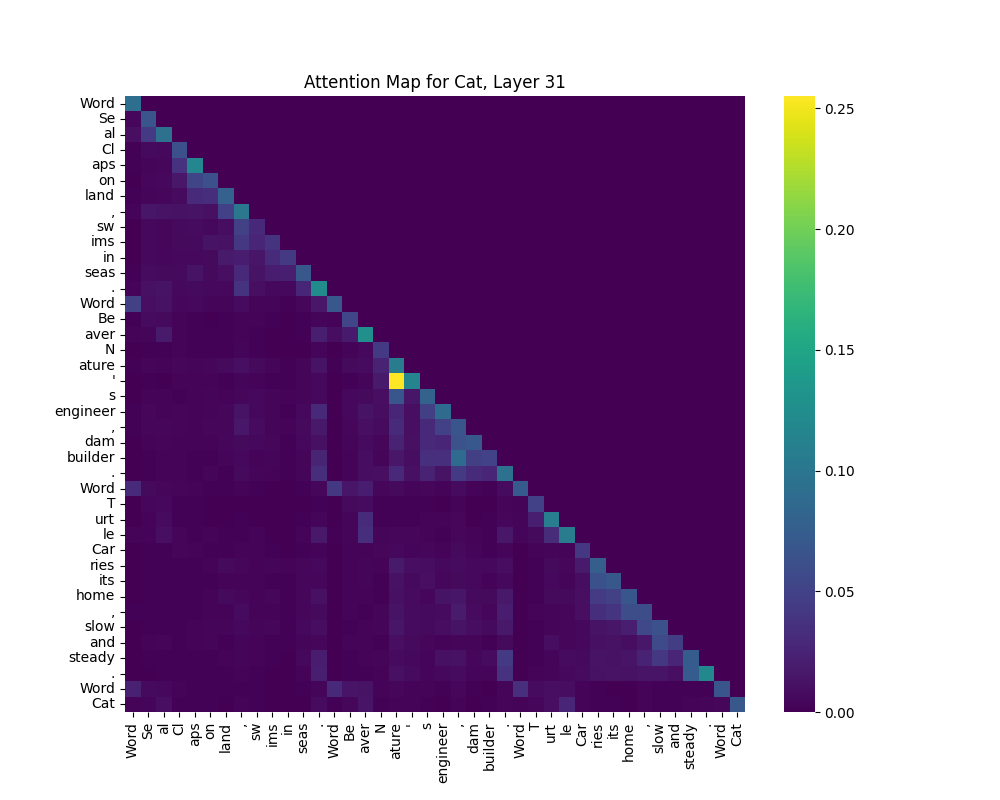 Attention Map for Cat, Layer 31
Word
Se
al
Cl
aps
on
land
,
sw
ims
in
seas
.
Word
Be
aver
N
ature
'
s
engineer
,
dam
builder
.
Word
T
urt
le
Car
ries
its
home
,
slow
and
steady
.
Word
Cat
0.25
0.20
0.15
0.10
0.05
0.00
Word Se al Cl aps on land , sw ims in seas . Word Be aver N ature ' s engineer , dam builder . Word T urt le Car ries its home , slow and steady . Word Cat